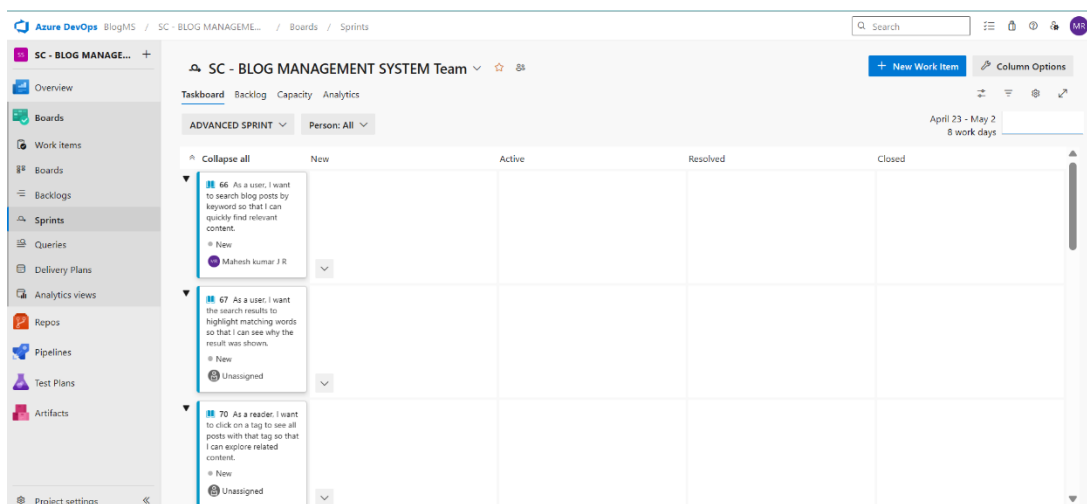 Azure DevOps BlogMS / SC - BLOG MANAGEME... / Boards / Sprints
Search
MR
SS SC - BLOG MANAGE... +
Overview
Boards
Work items
Boards
Backlogs
Sprints
Queries
Delivery Plans
Analytics views
Repos
Pipelines
Test Plans
Artifacts
Project settings
SC - BLOG MANAGEMENT SYSTEM Team
+ New Work Item
Column Options
Taskboard Backlog Capacity Analytics
ADVANCED SPRINT
Person: All
April 23 - May 2
8 work days
Collapse all New Active Resolved Closed
66 As a user, I want
to search blog posts by
keyword so that I can
quickly find relevant
content.
New
MR Mahesh kumar J R
67 As a user, I want
the search results to
highlight matching words
so that I can see why the
result was shown.
New
Unassigned
70 As a reader, I want
to click on a tag to see all
posts with that tag so that
I can explore related
content.
New
Unassigned